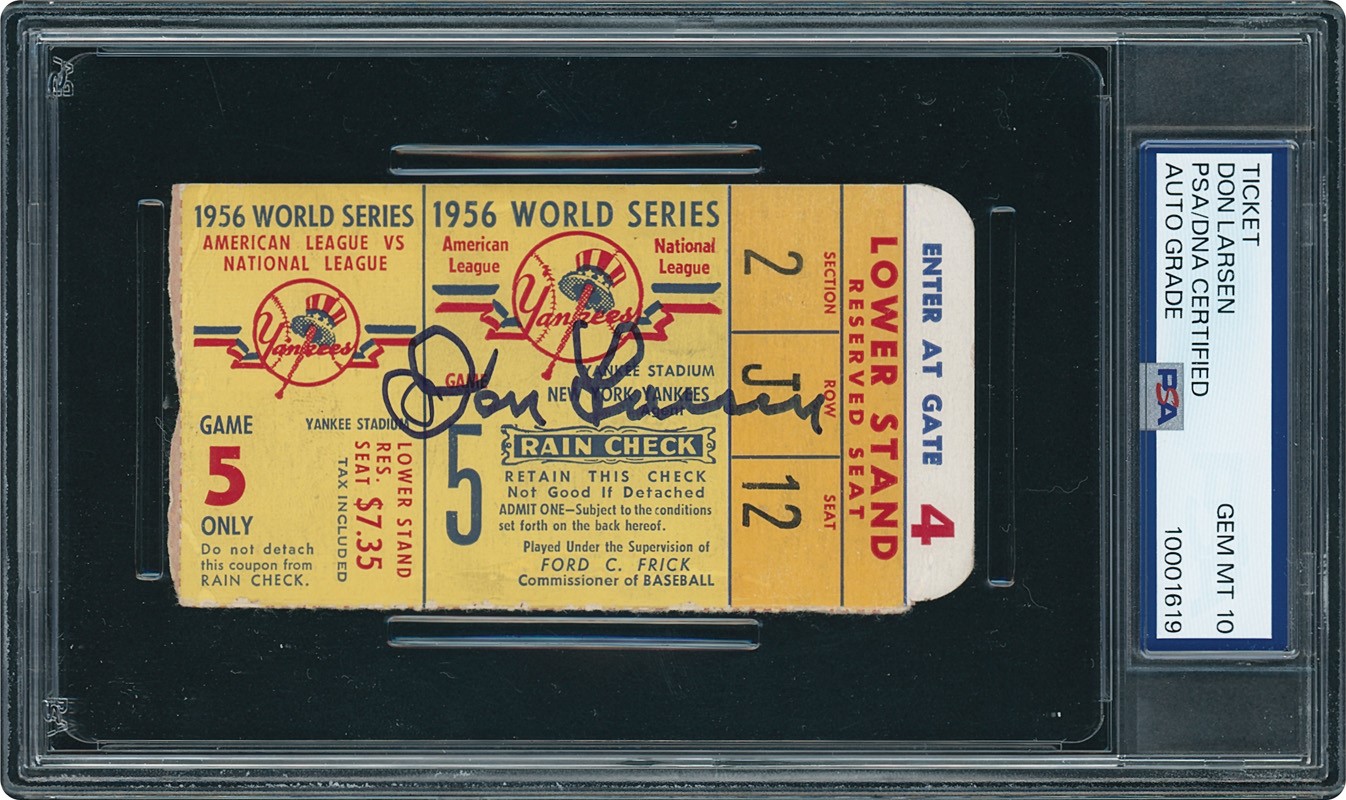 1956 WORLD SERIES
AMERICAN LEAGUE VS
NATIONAL LEAGUE
Yankees
GAME
5
ONLY
Do not detach
this coupon from
RAIN CHECK.
YANKEE STADIUM
LOWER STAND
RES.
SEAT $7.35
TAX INCLUDED
1956 WORLD SERIES
American
League
National
League
Yankees
Don Larsen
GAME
5
YANKEE STADIUM
NEW YORK YANKEES
Agent
RAIN CHECK
RETAIN THIS CHECK
Not Good If Detached
ADMIT ONE—Subject to the conditions
set forth on the back hereof.
Played Under the Supervision of
FORD C. FRICK
Commissioner of BASEBALL
SECTION
2
ROW
JT
SEAT
12
LOWER STAND
RESERVED SEAT
ENTER AT GATE
4
TICKET
DON LARSEN
PSA/DNA CERTIFIED
AUTO GRADE
GEM MT 10
10001619
PSA